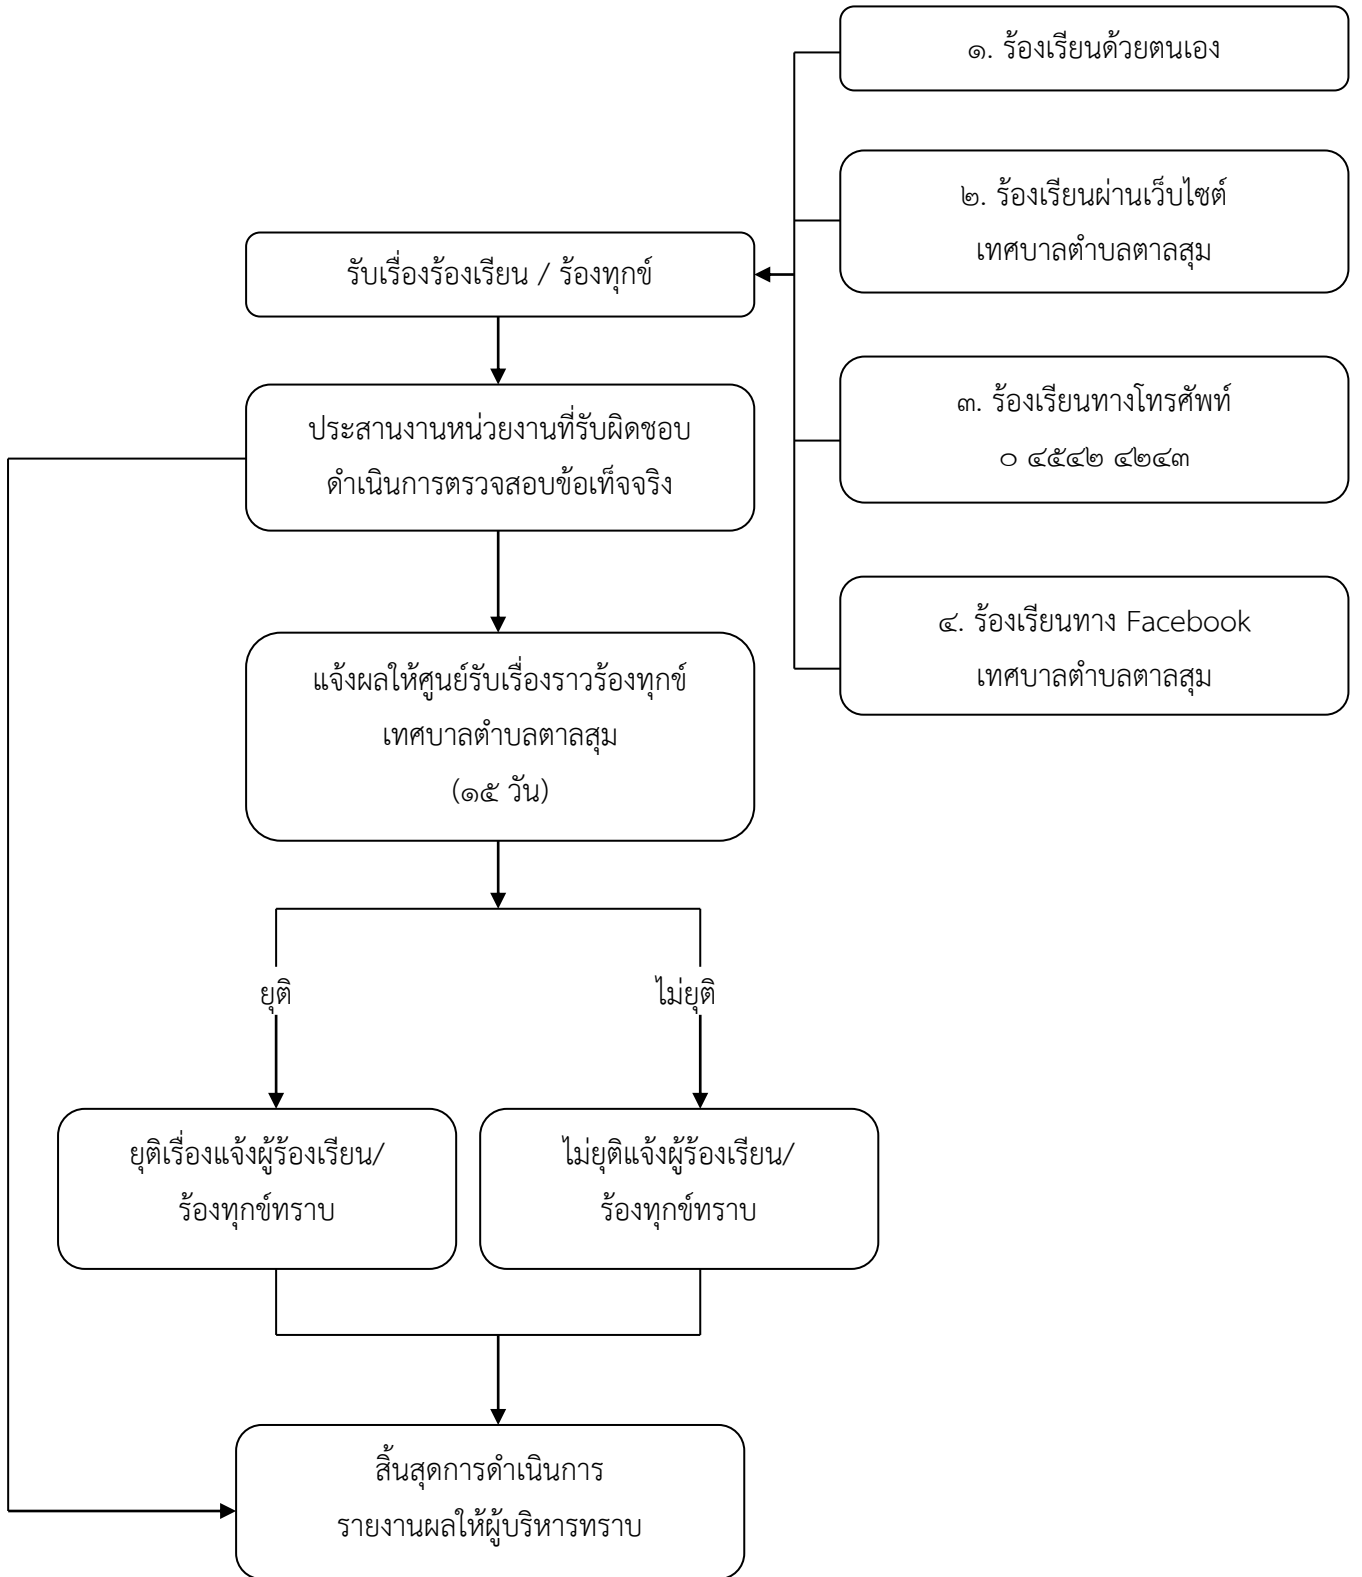 ๑. ร้องเรียนด้วยตนเอง
๒. ร้องเรียนผ่านเว็บไซต์
เทศบาลตำบลตาลสุม
รับเรื่องร้องเรียน / ร้องทุกข์
๓. ร้องเรียนทางโทรศัพท์
๐ ๔๕๔๒ ๔๒๔๓
ประสานงานหน่วยงานที่รับผิดชอบ
ดำเนินการตรวจสอบข้อเท็จจริง
๔. ร้องเรียนทาง Facebook
เทศบาลตำบลตาลสุม
แจ้งผลให้ศูนย์รับเรื่องราวร้องทุกข์
เทศบาลตำบลตาลสุม
(๑๕ วัน)
ยุติ
ไม่ยุติ
ยุติเรื่องแจ้งผู้ร้องเรียน/
ร้องทุกข์ทราบ
ไม่ยุติแจ้งผู้ร้องเรียน/
ร้องทุกข์ทราบ
สิ้นสุดการดำเนินการ
รายงานผลให้ผู้บริหารทราบ